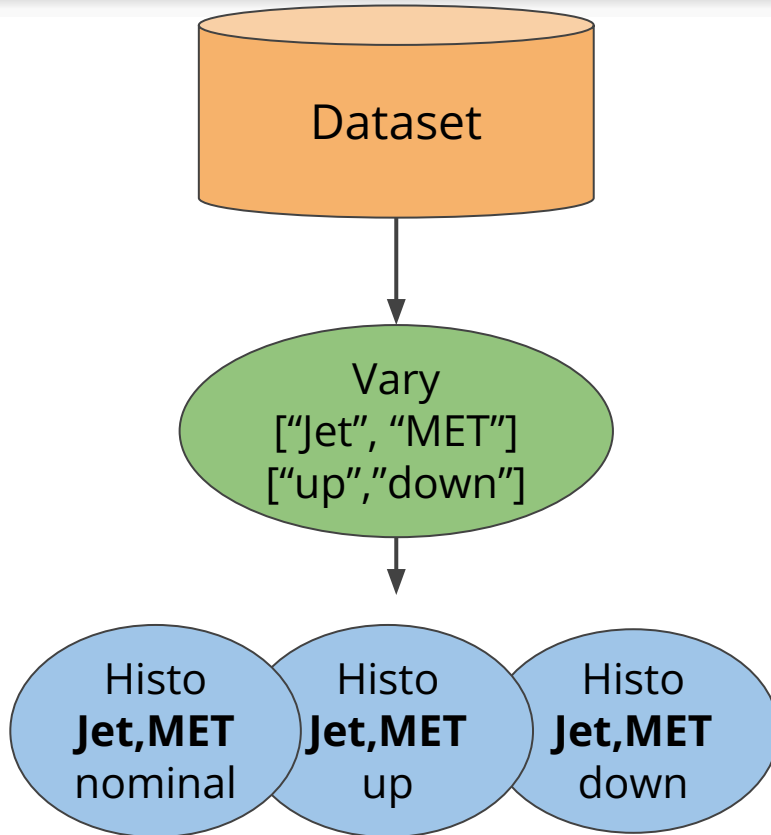 Dataset
Vary
[“Jet”, “MET”]
[“up”,”down”]
Histo
Jet,MET
nominal
Histo
Jet,MET
up
Histo
Jet,MET
down